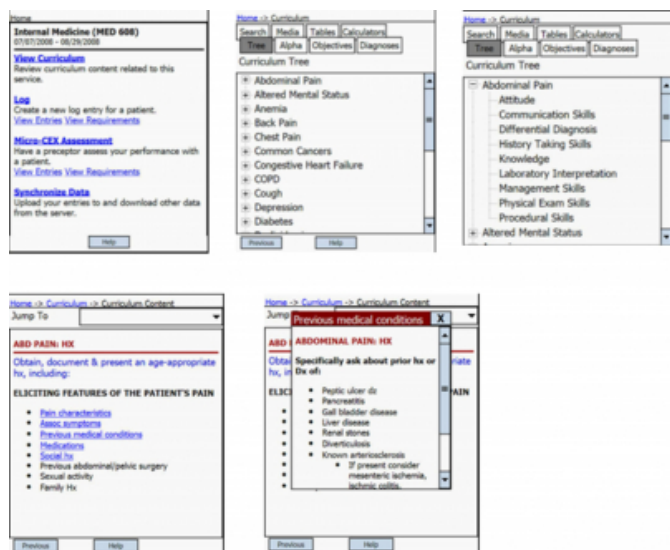 Home
Internal Medicine (MED 608)
07/07/2008 - 08/29/2008
View Curriculum
Review curriculum content related to this
service.
Log
Create a new log entry for a patient.
View Entries View Requirements
Micro-CEX Assessment
Have a preceptor assess your performance with
a patient.
View Entries View Requirements
Synchronize Data
Upload your entries to and download other data
from the server.
Help
Home -> Curriculum
Search Media Tables Calculators
Tree Alpha Objectives Diagnoses
Curriculum Tree
Abdominal Pain
Altered Mental Status
Anemia
Back Pain
Chest Pain
Common Cancers
Congestive Heart Failure
COPD
Cough
Depression
Diabetes
Previous Help
Home -> Curriculum
Search Media Tables Calculators
Tree Alpha Objectives Diagnoses
Curriculum Tree
Abdominal Pain
Attitude
Communication Skills
Differential Diagnosis
History Taking Skills
Knowledge
Laboratory Interpretation
Management Skills
Physical Exam Skills
Procedural Skills
Altered Mental Status
Home -> Curriculum -> Curriculum Content
Jump To
ABD PAIN: HX
Obtain, document & present an age-appropriate
hx, including:
ELICITING FEATURES OF THE PATIENT'S PAIN
Pain characteristics
Assoc symptoms
Previous medical conditions
Medications
Social hx
Previous abdominal/pelvic surgery
Sexual activity
Family Hx
Previous Help
Home -> Curriculum -> Curriculum Content
Jump
Previous medical conditions X
ABDOMINAL PAIN: HX
Specifically ask about prior hx or
Dx of:
Peptic ulcer dz
Pancreatitis
Gall bladder disease
Liver disease
Renal stones
Diverticulosis
Known arteriosclerosis
If present consider
mesenteric ischemia,
ischmic colitis.
Previous Help